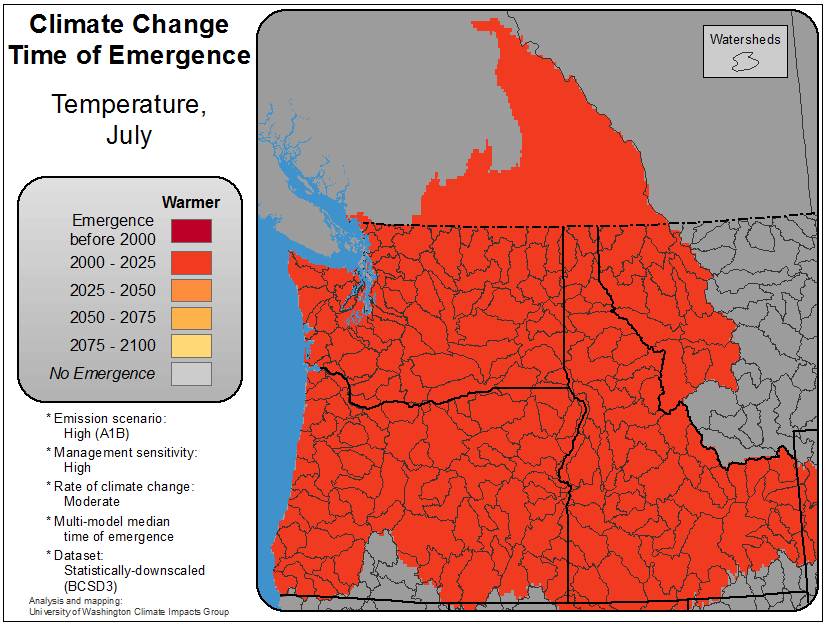 Climate Change
Time of Emergence
Temperature,
July
Warmer
Emergence
before 2000
2000 - 2025
2025 - 2050
2050 - 2075
2075 - 2100
No Emergence
* Emission scenario:
High (A1B)
* Management sensitivity:
High
* Rate of climate change:
Moderate
* Multi-model median
time of emergence
* Dataset:
Statistically-downscaled
(BCSD3)
Analysis and mapping:
University of Washington Climate Impacts Group
Watersheds